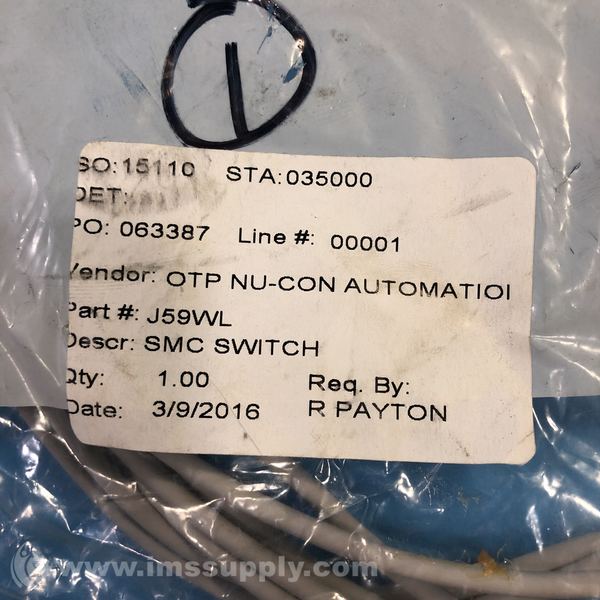 1
SO:15110 STA:035000
DET:
PO: 063387 Line #: 00001
Vendor: OTP NU-CON AUTOMATIOI
Part #: J59WL
Descr: SMC SWITCH
Qty: 1.00 Req. By:
Date: 3/9/2016 R PAYTON
www.imssupply.com